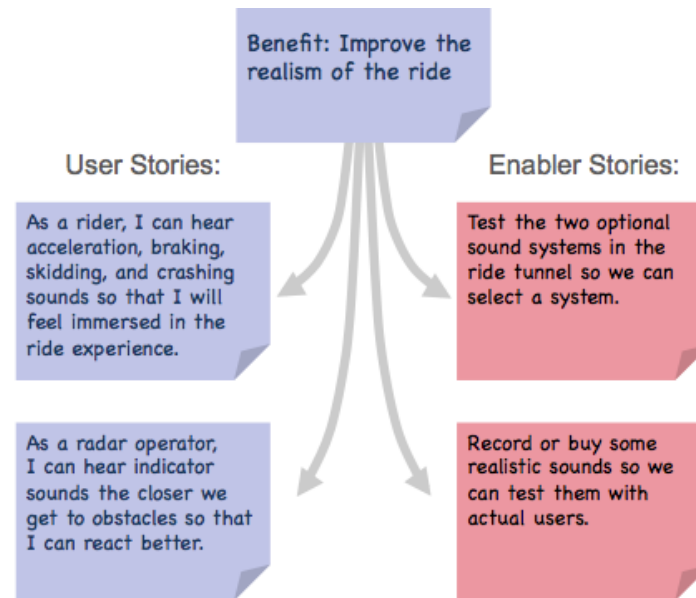 Benefit: Improve the
realism of the ride
User Stories:
Enabler Stories:
As a rider, I can hear
acceleration, braking,
skidding, and crashing
sounds so that I will
feel immersed in the
ride experience.
Test the two optional
sound systems in the
ride tunnel so we can
select a system.
As a radar operator,
I can hear indicator
sounds the closer we
get to obstacles so that
I can react better.
Record or buy some
realistic sounds so we
can test them with
actual users.